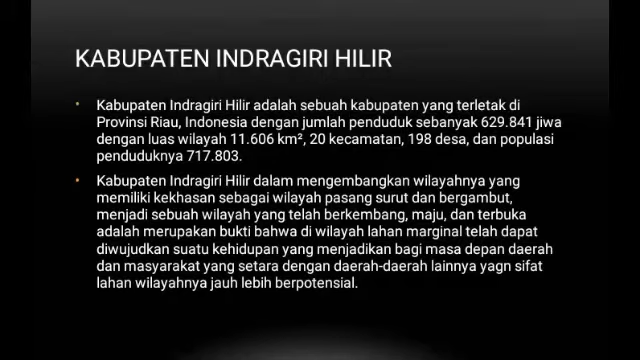 KABUPATEN INDRAGIRI HILIR
• Kabupaten Indragiri Hilir adalah sebuah kabupaten yang terletak di
Provinsi Riau, Indonesia dengan jumlah penduduk sebanyak 629.841 jiwa
dengan luas wilayah 11.606 km², 20 kecamatan, 198 desa, dan populasi
penduduknya 717.803.
• Kabupaten Indragiri Hilir dalam mengembangkan wilayahnya yang
memiliki kekhasan sebagai wilayah pasang surut dan bergambut,
menjadi sebuah wilayah yang telah berkembang, maju, dan terbuka
adalah merupakan bukti bahwa di wilayah lahan marginal telah dapat
diwujudkan suatu kehidupan yang menjadikan bagi masa depan daerah
dan masyarakat yang setara dengan daerah-daerah lainnya yagn sifat
lahan wilayahnya jauh lebih berpotensial.